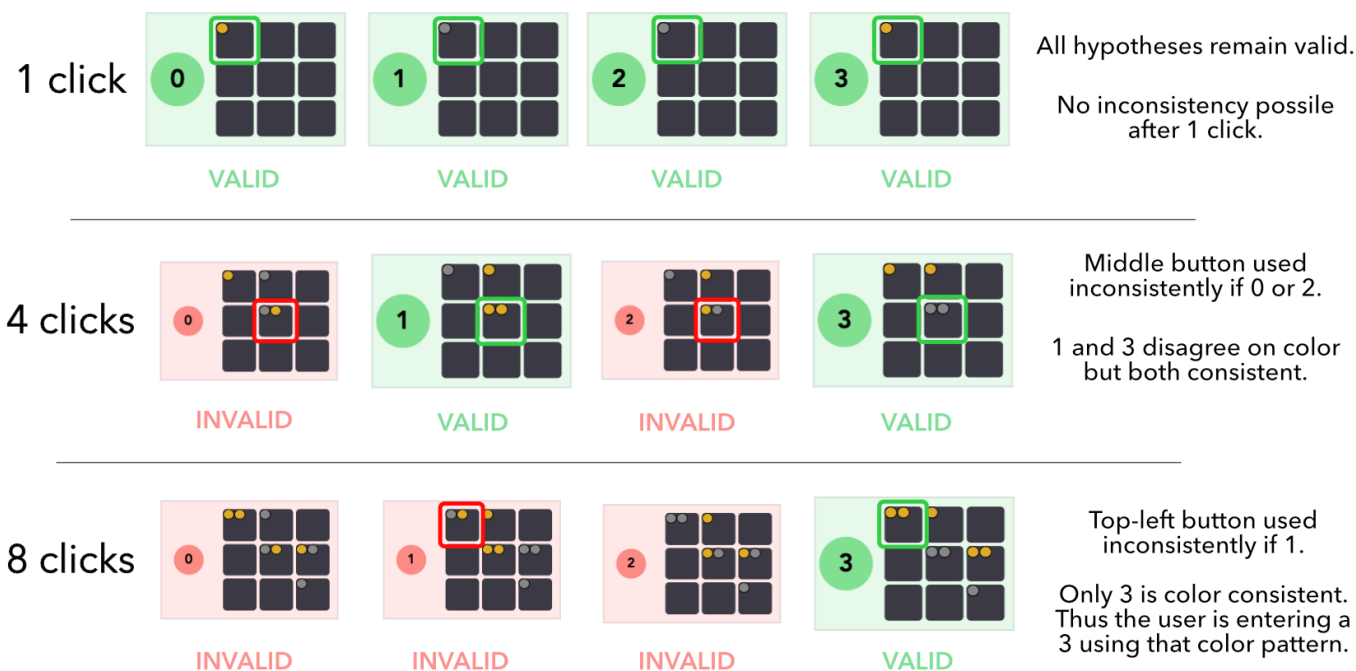 1 click
0
1
2
3
VALID
VALID
VALID
VALID
All hypotheses remain valid.
No inconsistency possile
after 1 click.
4 clicks
0
1
2
3
INVALID
VALID
INVALID
VALID
Middle button used
inconsistently if 0 or 2.
1 and 3 disagree on color
but both consistent.
8 clicks
0
1
2
3
INVALID
INVALID
INVALID
VALID
Top-left button used
inconsistently if 1.
Only 3 is color consistent.
Thus the user is entering a
3 using that color pattern.